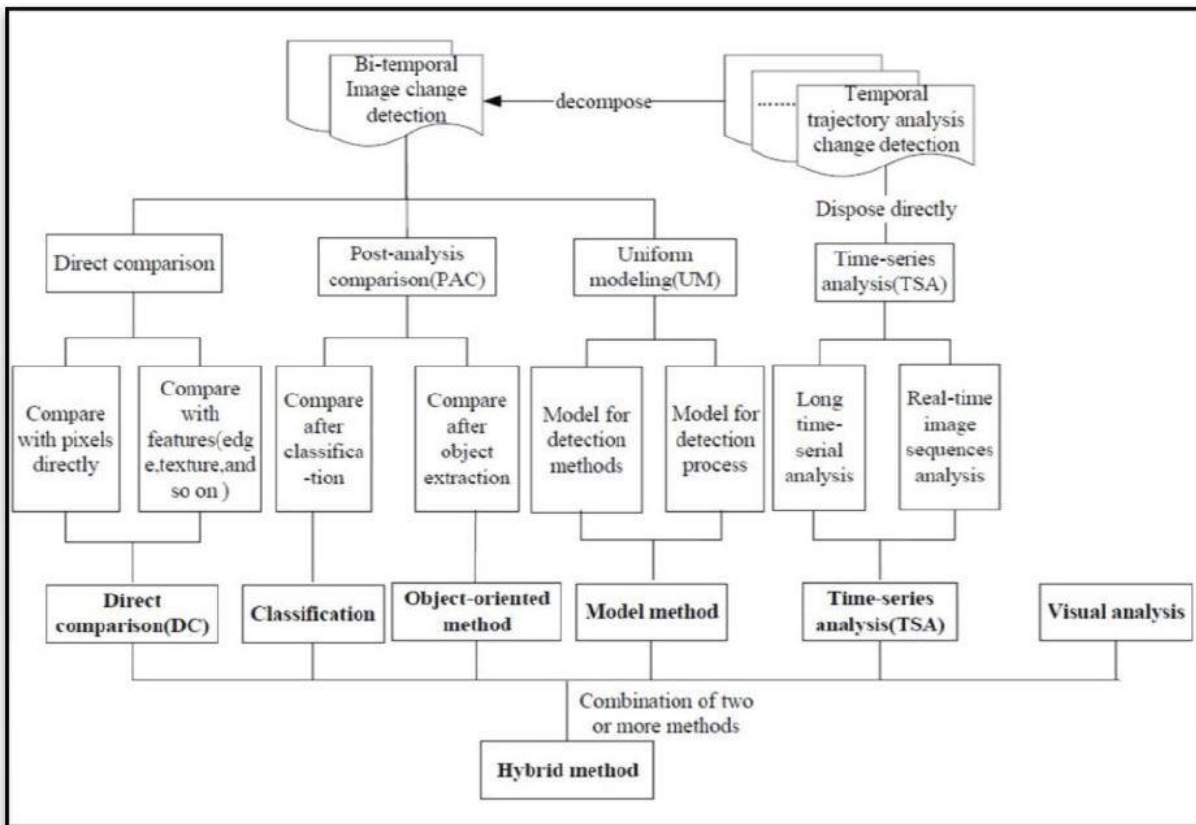 Bi-temporal
Image change
detection
decompose
........
Temporal
trajectory analysis
change detection
Dispose directly
Direct comparison
Post-analysis
comparison(PAC)
Uniform
modeling(UM)
Time-series
analysis(TSA)
Compare
with pixels
directly
Compare
with
features(edg
e,texture,and
so on )
Compare
after
classifica
-tion
Compare
after
object
extraction
Model for
detection
methods
Model for
detection
process
Long
time-
serial
analysis
Real-time
image
sequences
analysis
Direct
comparison(DC)
Classification
Object-oriented
method
Model method
Time-series
analysis(TSA)
Visual analysis
Combination of two
or more methods
Hybrid method